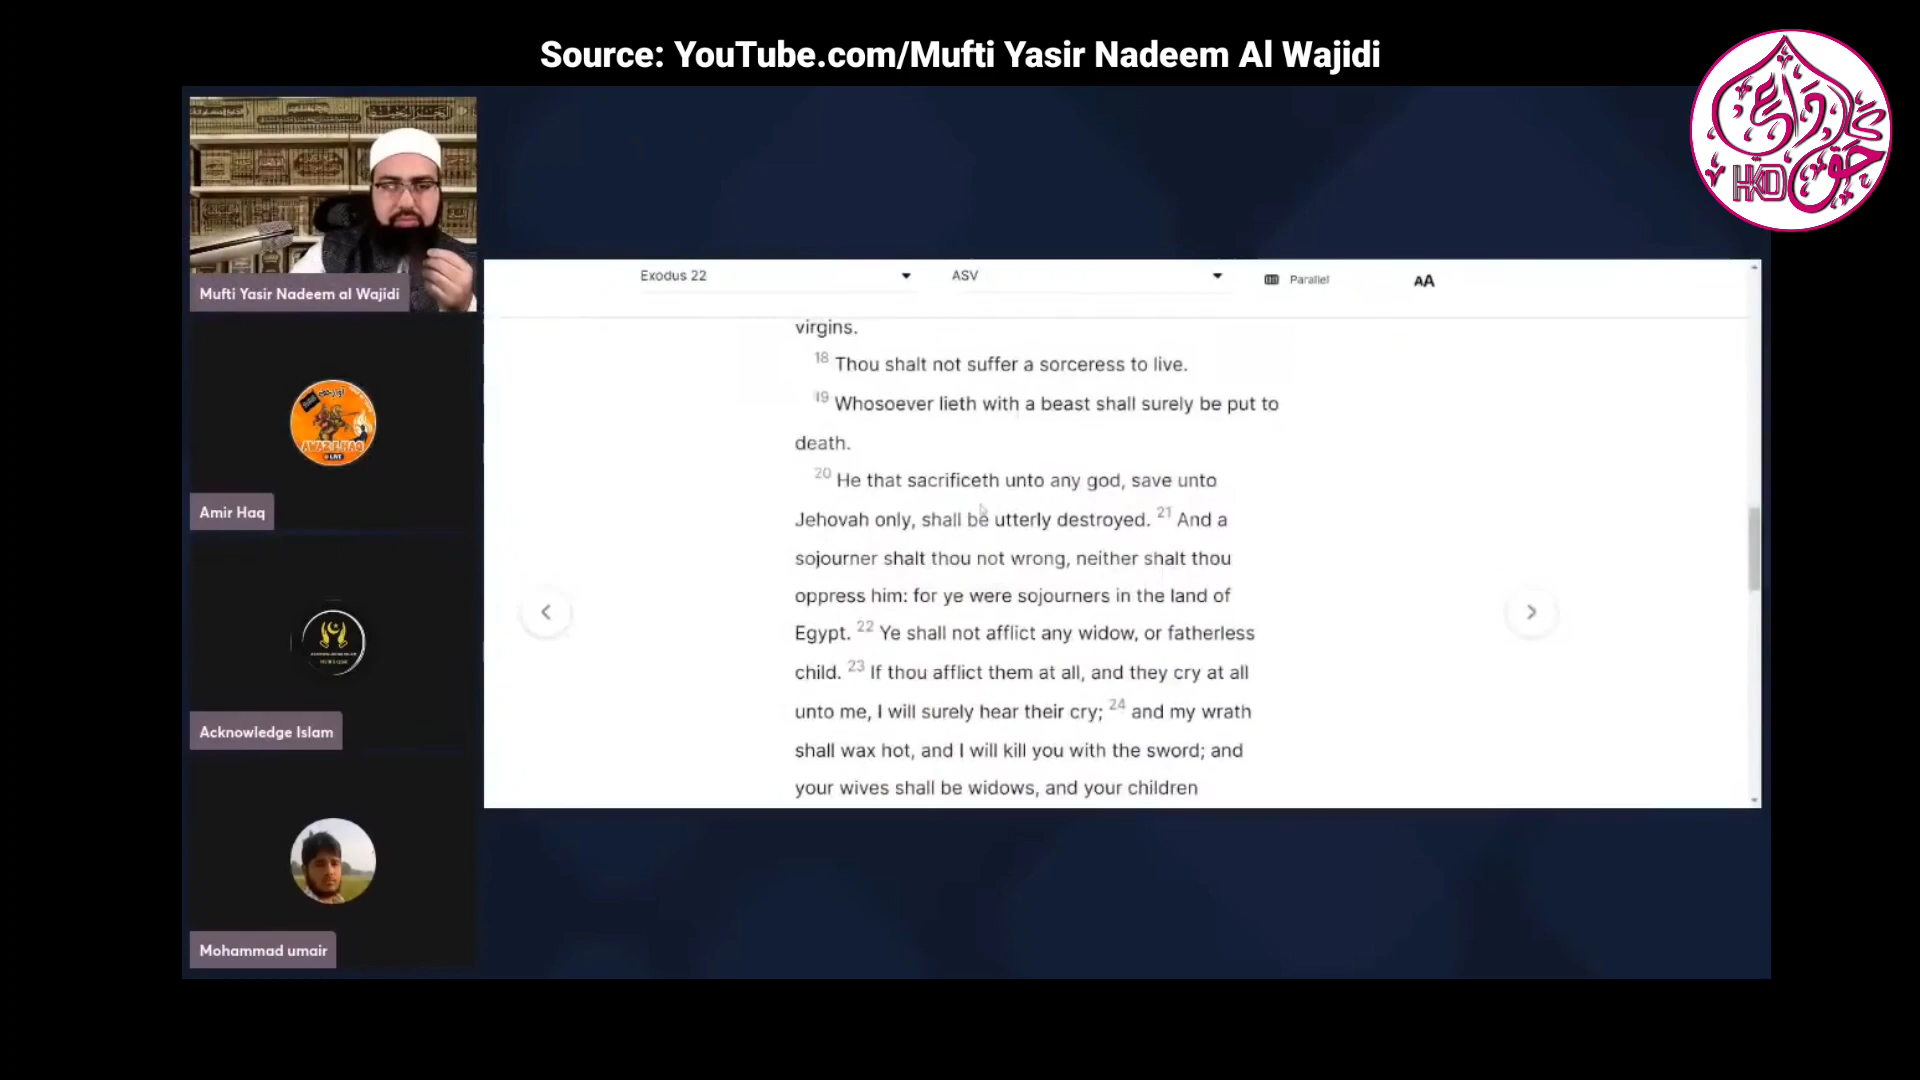 Source: YouTube.com/Mufti Yasir Nadeem Al Wajidi
HKD
Mufti Yasir Nadeem al Wajidi
AWAZ-E-HAQ
LIVE
Amir Haq
Acknowledge Islam
Mohammad umair
Exodus 22
ASV
Parallel
AA
virgins.
18 Thou shalt not suffer a sorceress to live.
19 Whosoever lieth with a beast shall surely be put to
death.
20 He that sacrificeth unto any god, save unto
Jehovah only, shall be utterly destroyed. 21 And a
sojourner shalt thou not wrong, neither shalt thou
oppress him: for ye were sojourners in the land of
Egypt. 22 Ye shall not afflict any widow, or fatherless
child. 23 If thou afflict them at all, and they cry at all
unto me, I will surely hear their cry; 24 and my wrath
shall wax hot, and I will kill you with the sword; and
your wives shall be widows, and your children